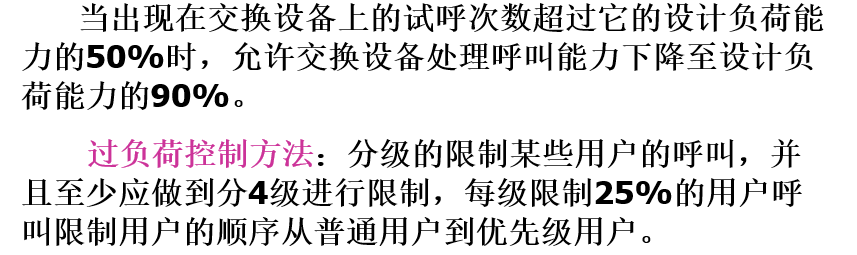 当出现在交换设备上的试呼次数超过它的设计负荷能
力的50%时，允许交换设备处理呼叫能力下降至设计负
荷能力的90%。
过负荷控制方法：分级的限制某些用户的呼叫，并
且至少应做到分4级进行限制，每级限制25%的用户呼
叫限制用户的顺序从普通用户到优先级用户。